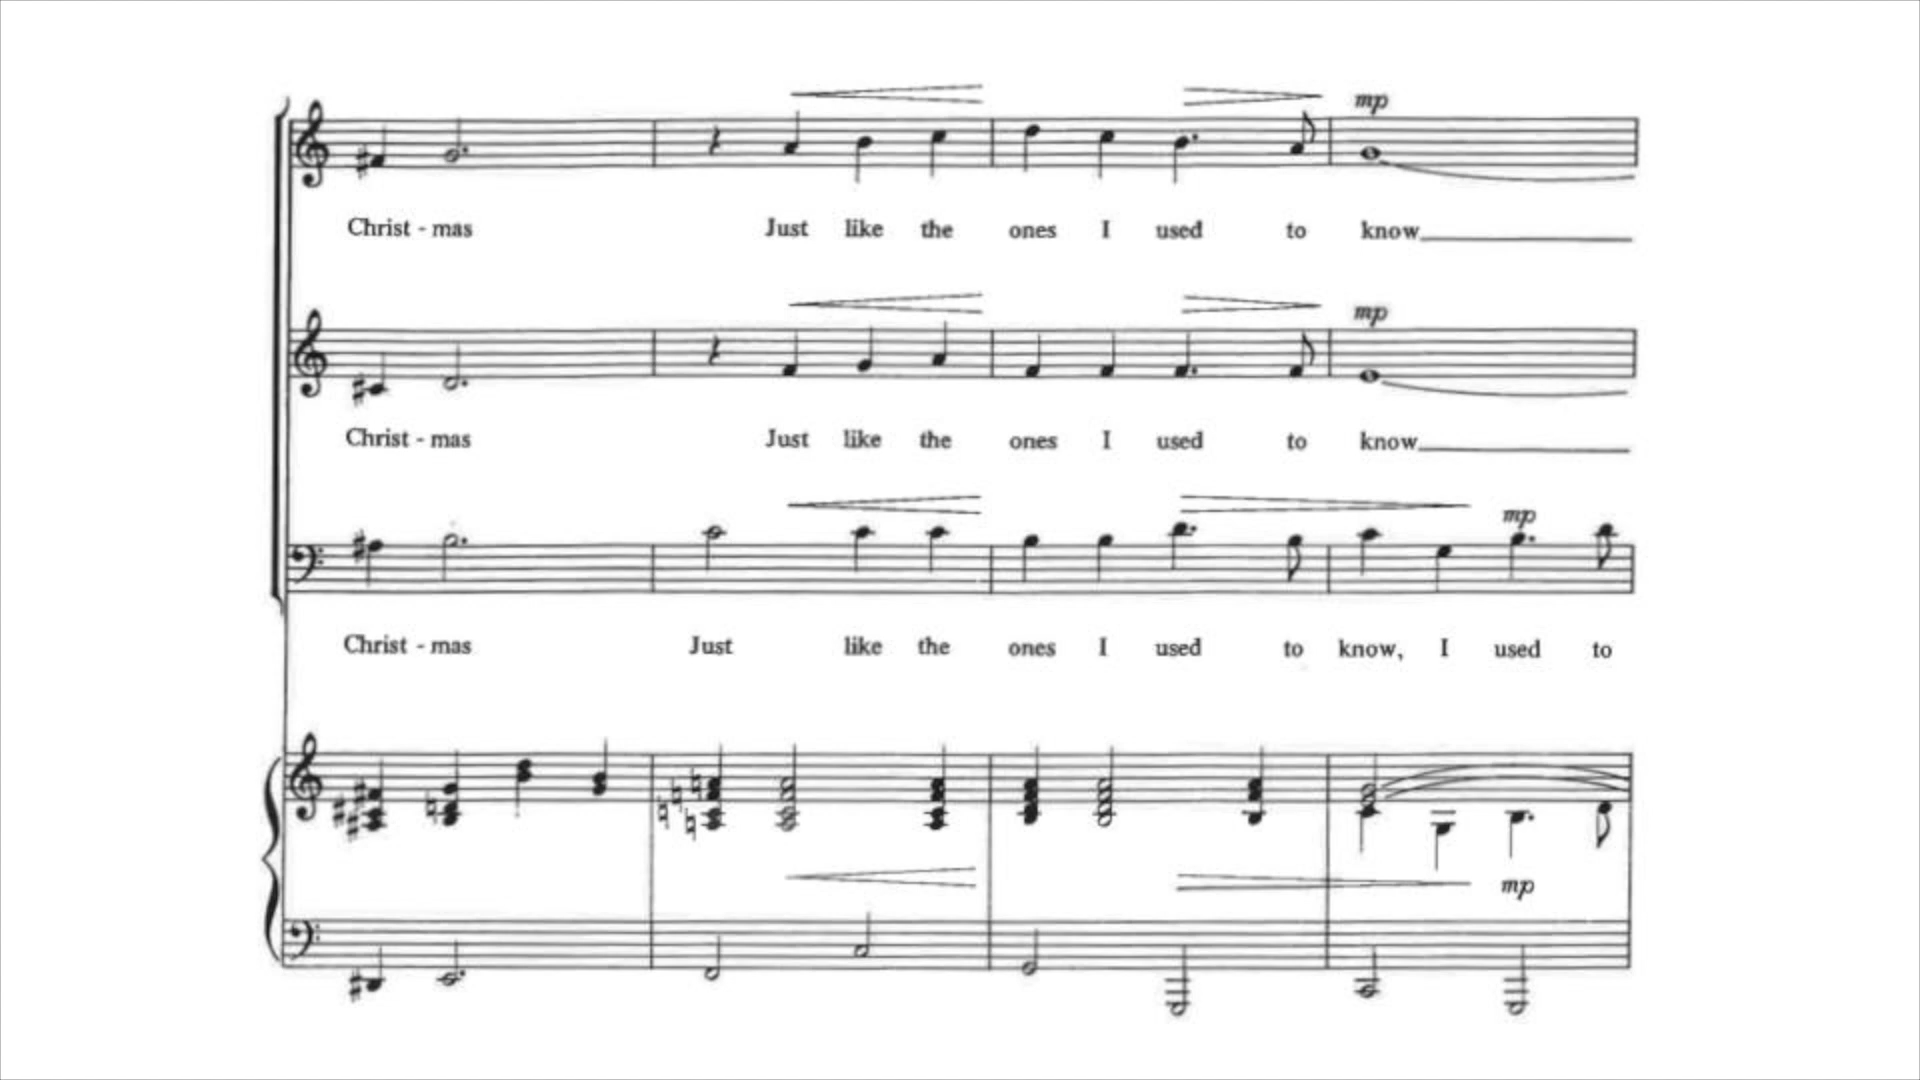 mp
Christ - mas Just like the ones I used to know
mp
Christ - mas Just like the ones I used to know
mp
Christ - mas Just like the ones I used to know, I used to
mp